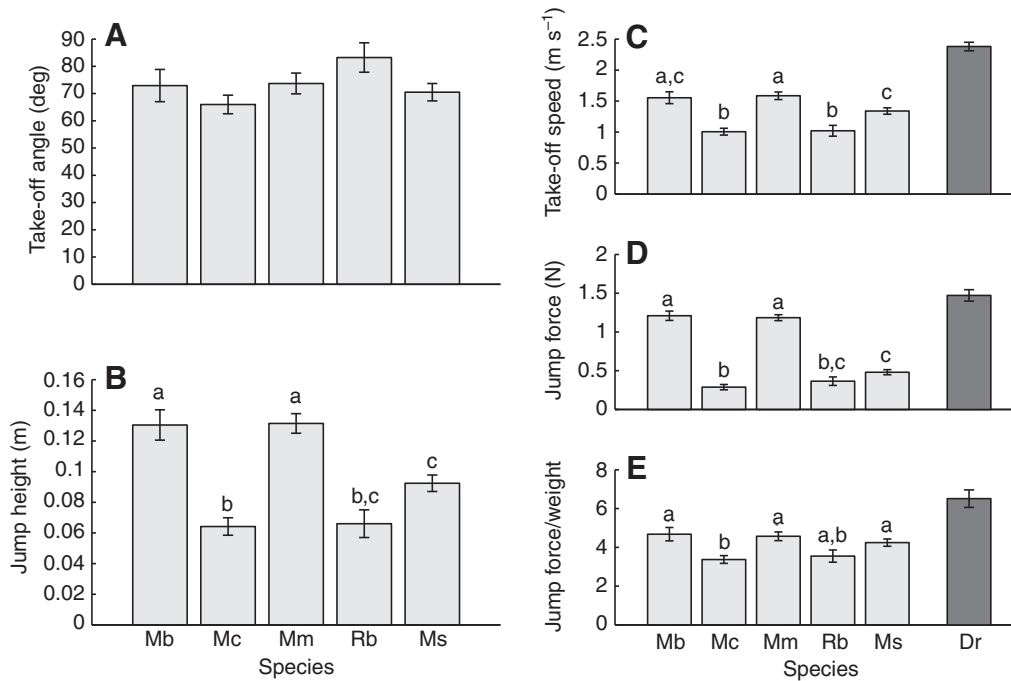 A
Take-off angle (deg)
90
80
70
60
50
40
30
20
10
0
B
Jump height (m)
0.16
0.14
0.12
0.1
0.08
0.06
0.04
0.02
0
a
b
a
b,c
c
Mb Mc Mm Rb Ms
Species
C
Take-off speed (m s⁻¹)
2.5
2
1.5
1
0.5
0
a,c
b
a
b
c
D
Jump force (N)
2
1.5
1
0.5
0
a
b
a
b,c
c
E
Jump force/weight
8
6
4
2
0
a
b
a
a,b
a
Mb Mc Mm Rb Ms Dr
Species